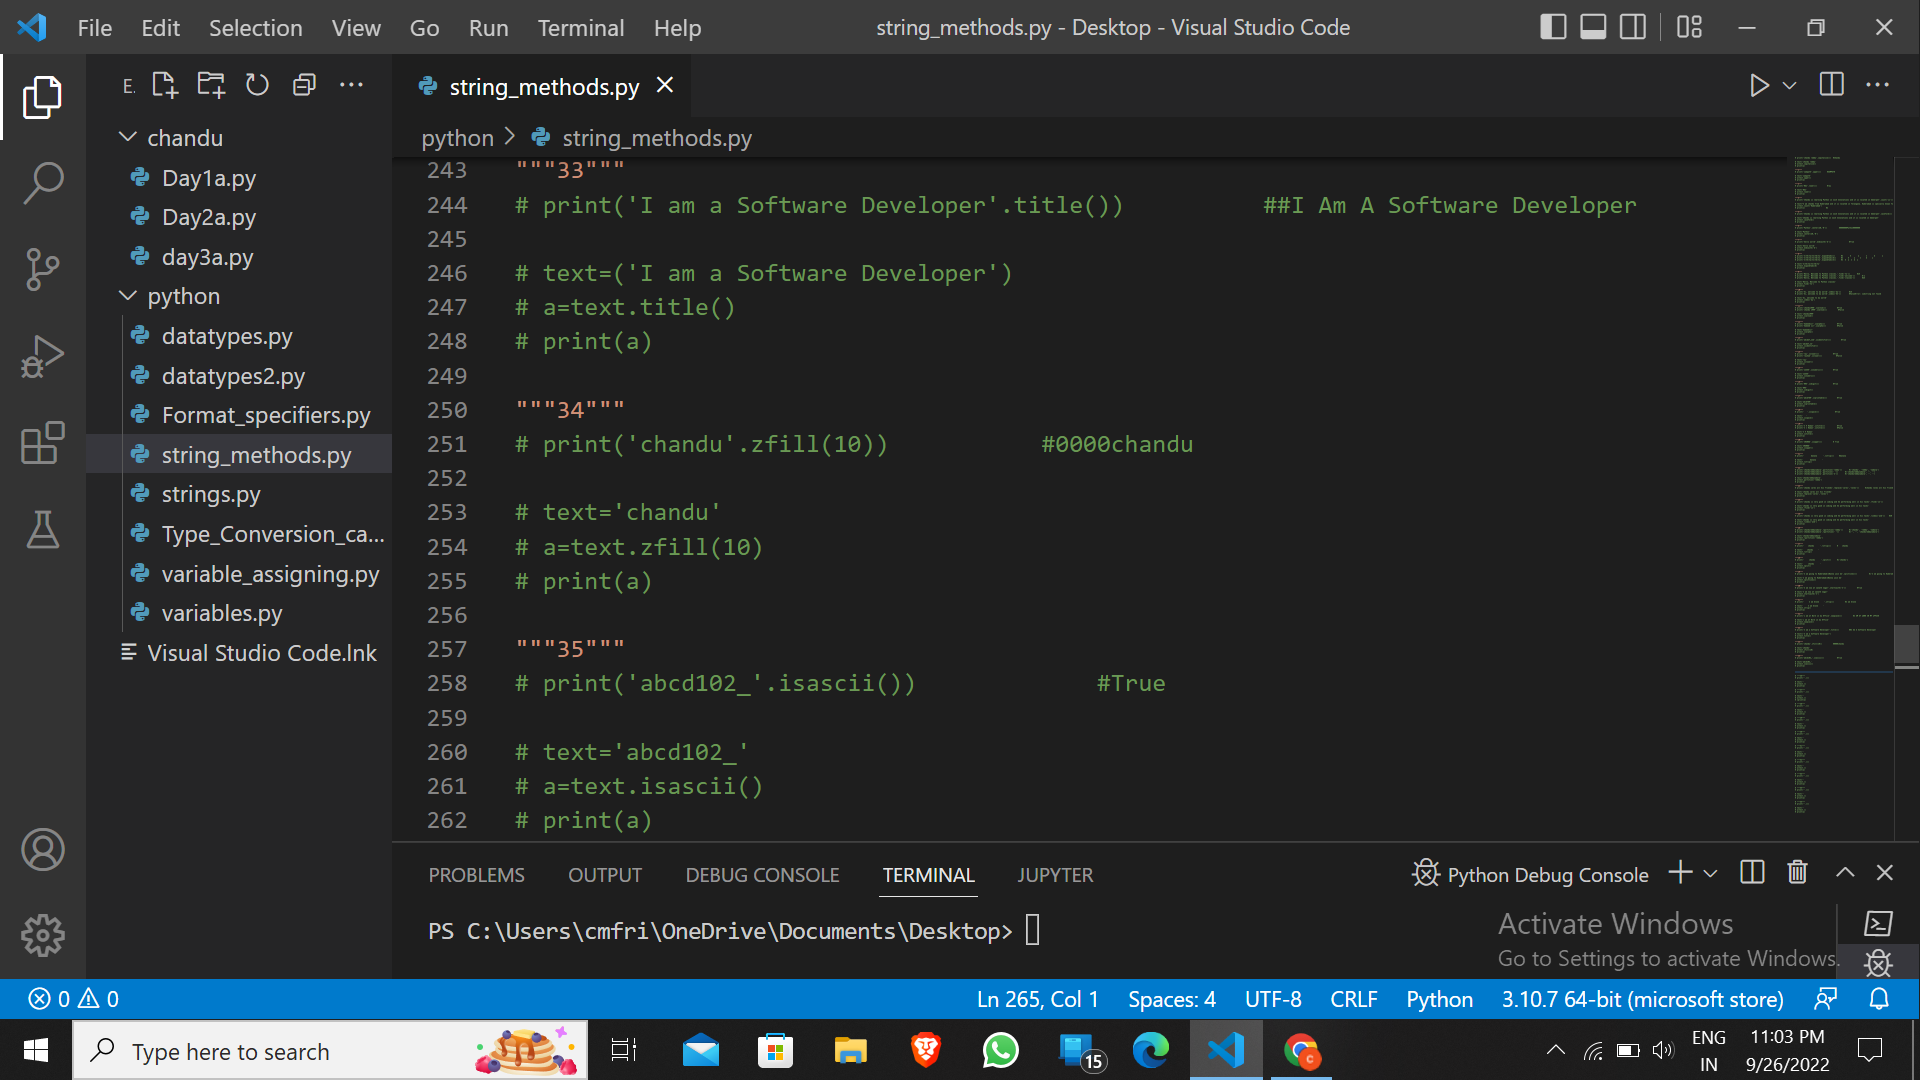 File Edit Selection View Go Run Terminal Help
string_methods.py - Desktop - Visual Studio Code
E.
chandu
Day1a.py
Day2a.py
day3a.py
python
datatypes.py
datatypes2.py
Format_specifiers.py
string_methods.py
strings.py
Type_Conversion_ca...
variable_assigning.py
variables.py
Visual Studio Code.lnk
string_methods.py
python > string_methods.py
243 """33"""
244 # print('I am a Software Developer'.title()) ##I Am A Software Developer
245
246 # text=('I am a Software Developer')
247 # a=text.title()
248 # print(a)
249
250 """34"""
251 # print('chandu'.zfill(10)) #0000chandu
252
253 # text='chandu'
254 # a=text.zfill(10)
255 # print(a)
256
257 """35"""
258 # print('abcd102_'.isascii()) #True
259
260 # text='abcd102_'
261 # a=text.isascii()
262 # print(a)
PROBLEMS OUTPUT DEBUG CONSOLE TERMINAL JUPYTER
Python Debug Console
PS C:\Users\cmfri\OneDrive\Documents\Desktop>
Activate Windows
Go to Settings to activate Windows.
0 0
Ln 265, Col 1 Spaces: 4 UTF-8 CRLF Python 3.10.7 64-bit (microsoft store)
Type here to search
15
C
ENG
IN
11:03 PM
9/26/2022